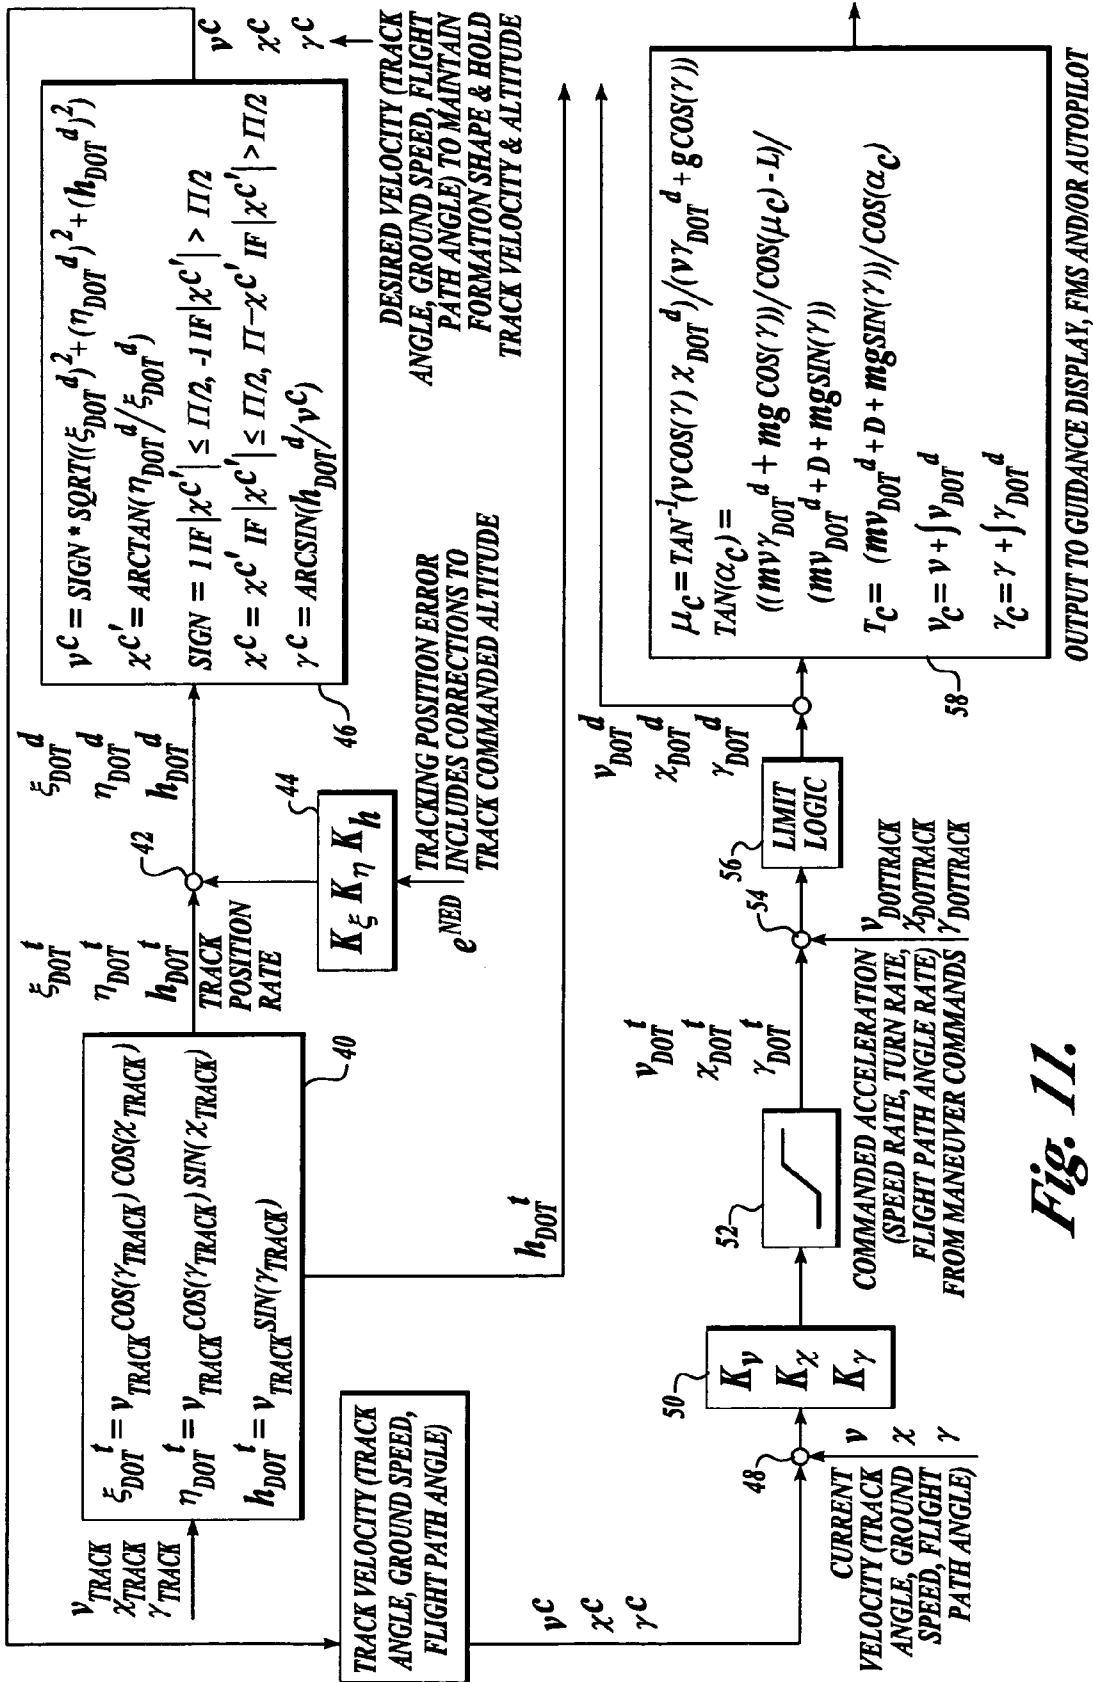 v_TRACK
χ_TRACK
γ_TRACK
ξ_DOT^t = v_TRACK COS(γ_TRACK) COS(χ_TRACK)
η_DOT^t = v_TRACK COS(γ_TRACK) SIN(χ_TRACK)
h_DOT^t = v_TRACK SIN(γ_TRACK)
40
ξ_DOT^t
η_DOT^t
h_DOT^t
TRACK
POSITION
RATE
42
K_ξ K_η K_h
44
e^NED
TRACKING POSITION ERROR
INCLUDES CORRECTIONS TO
TRACK COMMANDED ALTITUDE
ξ_DOT^d
η_DOT^d
h_DOT^d
46
v^C = SIGN * SQRT((ξ_DOT^d)^2 + (η_DOT^d)^2 + (h_DOT^d)^2)
χ^C' = ARCTAN(η_DOT^d / ξ_DOT^d)
SIGN = 1 IF |χ^C'| ≤ Π/2, -1 IF |χ^C'| > Π/2
χ^C = χ^C' IF |χ^C'| ≤ Π/2, Π-χ^C' IF |χ^C'| > Π/2
γ^C = ARCSIN(h_DOT^d / v^C)
v^C
χ^C
γ^C
DESIRED VELOCITY (TRACK
ANGLE, GROUND SPEED, FLIGHT
PATH ANGLE) TO MAINTAIN
FORMATION SHAPE & HOLD
TRACK VELOCITY & ALTITUDE
h_DOT^t
TRACK VELOCITY (TRACK
ANGLE, GROUND SPEED,
FLIGHT PATH ANGLE)
v^C
χ^C
γ^C
48
v
χ
γ
CURRENT
VELOCITY (TRACK
ANGLE, GROUND
SPEED, FLIGHT
PATH ANGLE)
50
K_v
K_χ
K_γ
52
v_DOT^t
χ_DOT^t
γ_DOT^t
54
v_DOTTRACK
χ_DOTTRACK
γ_DOTTRACK
COMMANDED ACCELERATION
(SPEED RATE, TURN RATE,
FLIGHT PATH ANGLE RATE)
FROM MANEUVER COMMANDS
56
LIMIT
LOGIC
v_DOT^d
χ_DOT^d
γ_DOT^d
58
μ_C = TAN^-1(vCOS(γ) χ_DOT^d)/(vγ_DOT^d + gCOS(γ))
TAN(α_C) =
((mvγ_DOT^d + mg COS(γ))/COS(μ_C) - L)/
(mv_DOT^d + D + mgSIN(γ))
T_C = (mv_DOT^d + D + mgSIN(γ))/COS(α_C)
v_C = v + ∫v_DOT^d
γ_C = γ + ∫γ_DOT^d
OUTPUT TO GUIDANCE DISPLAY, FMS AND/OR AUTOPILOT
Fig. 11.